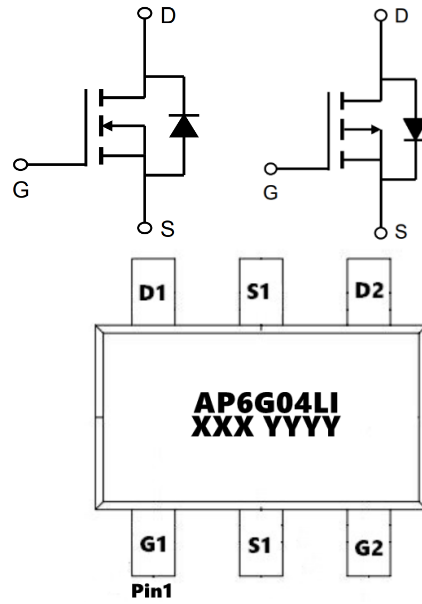 D
D
G
G
S
S
D1 S1 D2
AP6G04LI
XXX YYYY
G1 S1 G2
Pin1